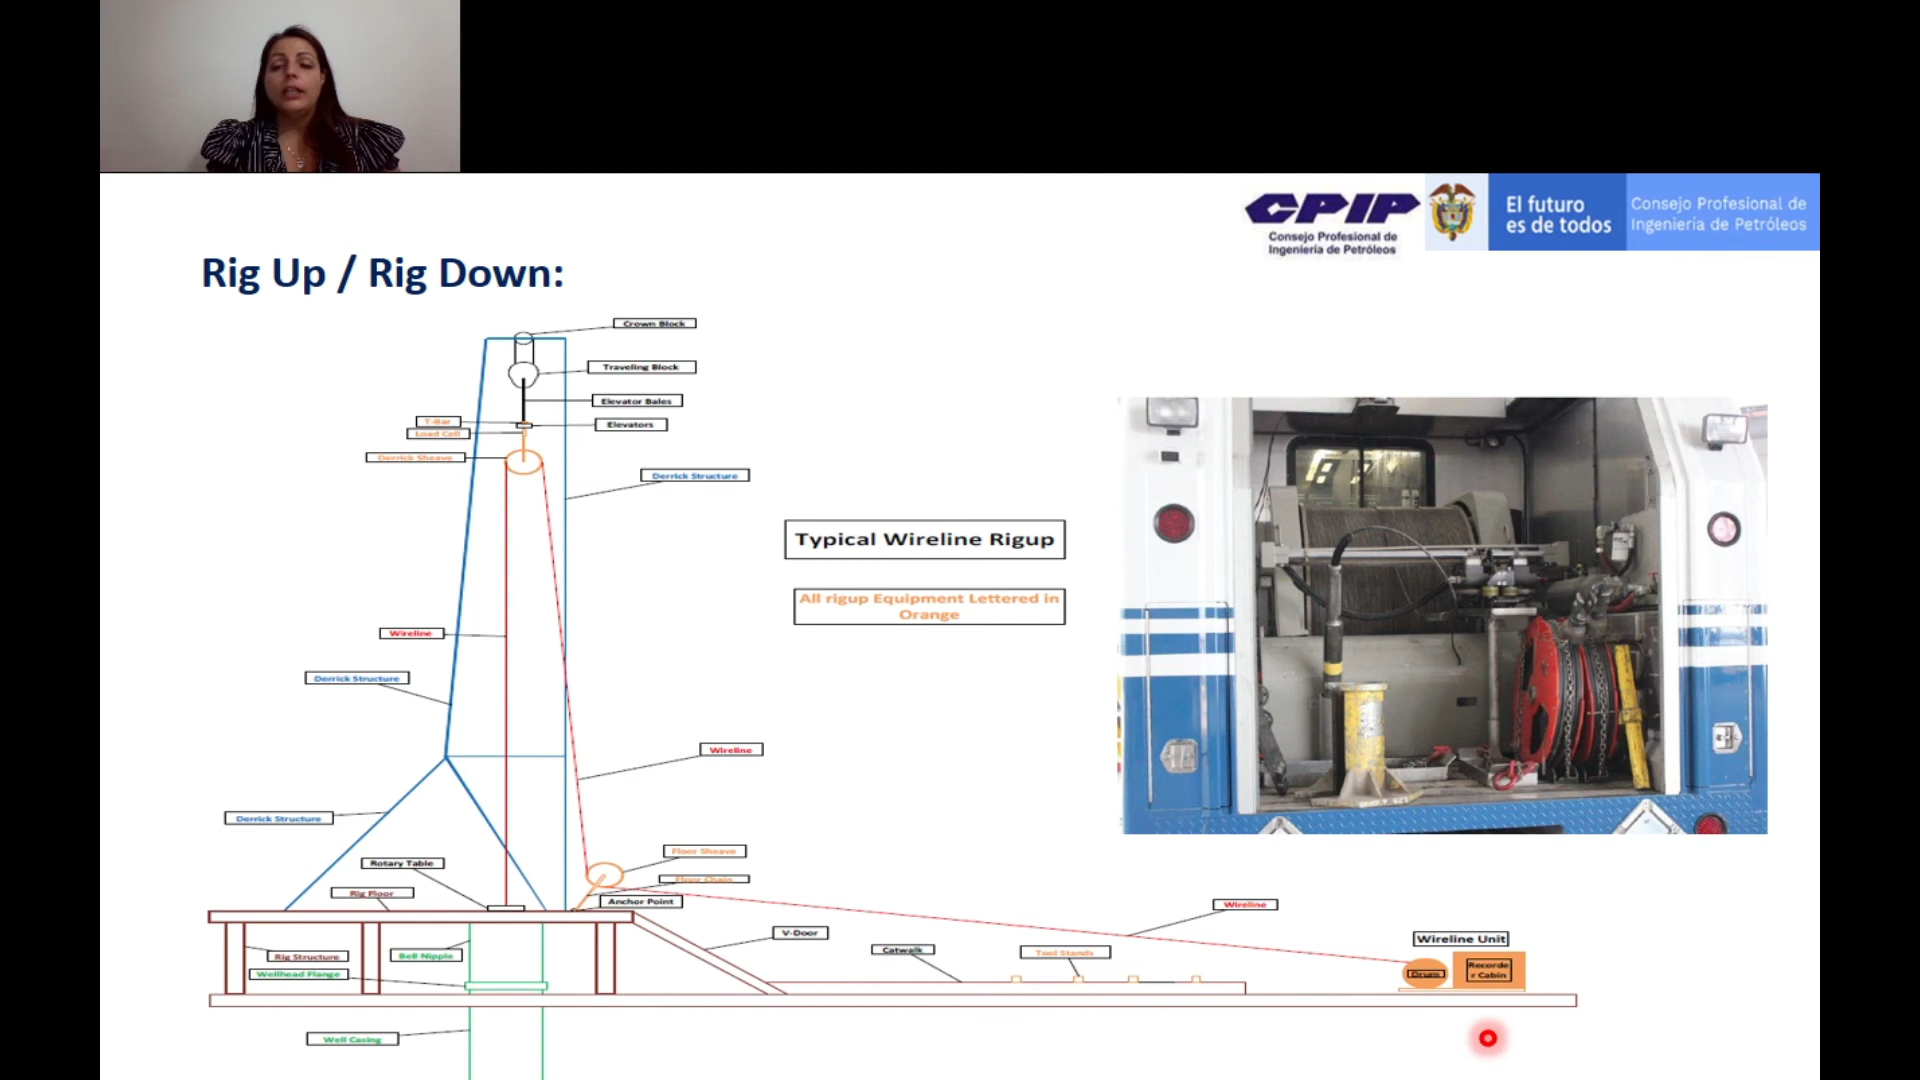 CPIP
Consejo Profesional de
Ingeniería de Petróleos
El futuro
es de todos
Consejo Profesional de
Ingeniería de Petróleos
Rig Up / Rig Down:
Crown Block
Traveling Block
Elevator Bales
T-Bar
Elevators
Load Cell
Derrick Sheave
Derrick Structure
Typical Wireline Rigup
All rigup Equipment Lettered in
Orange
Wireline
Derrick Structure
Wireline
Derrick Structure
Floor Sheave
Rotary Table
Floor Chain
Rig Floor
Anchor Point
Wireline
V-Door
Wireline Unit
Catwalk
Tool Stands
Rig Structure
Bell Nipple
Wellhead Flange
Drum
Recorde
r Cabin
Well Casing